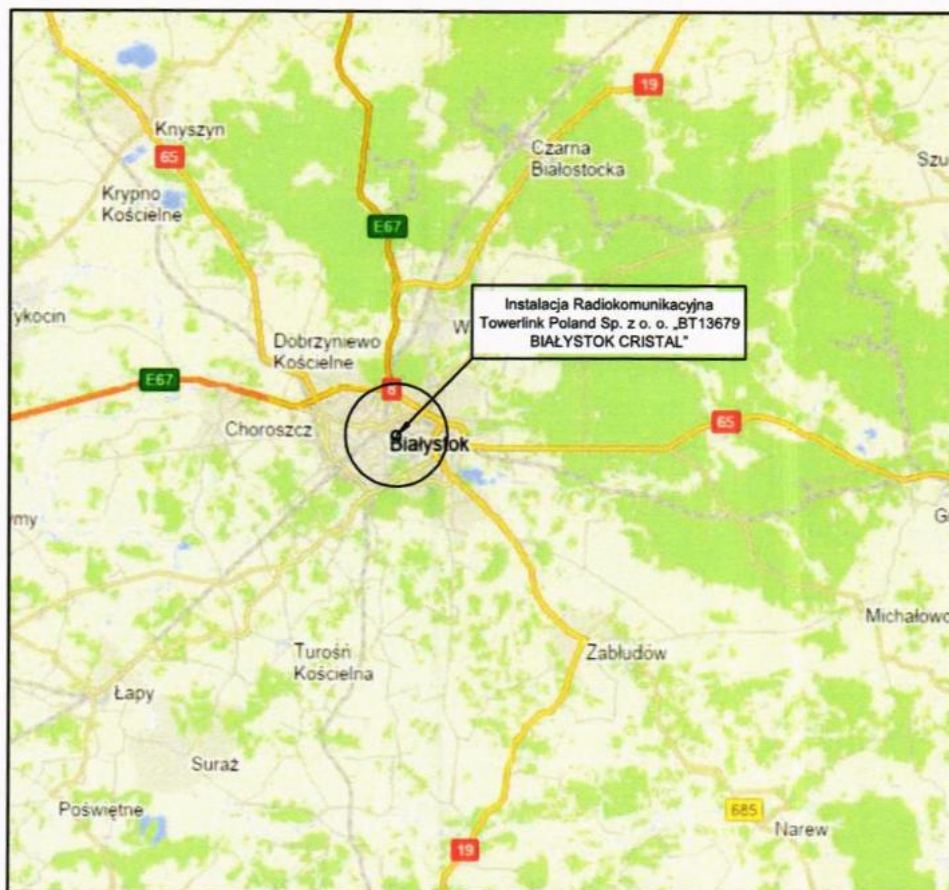 19
Knyszyn
65
Czarna
Białostocka
Szu
Krypno
Kościelne
E67
ykocin
Instalacja Radiokomunikacyjna
Towerlink Poland Sp. z o. o. „BT13679
BIAŁYSTOK CRISTAL"
W
Dobrzyniewo
Kościelne
E67
8
Choroszcz
65
Białystok
my
G
Michałowo
Turośń
Kościelna
Zabłudów
Łapy
Suraż
Poświętne
685
Narew
19